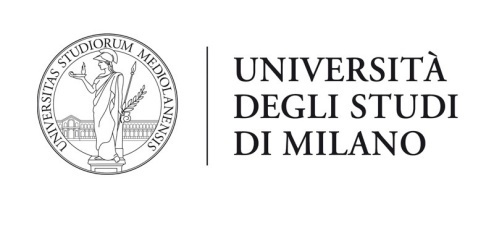 UNIVERSITAS STUDIORUM MEDIOLANENSIS
UNIVERSITÀ
DEGLI STUDI
DI MILANO